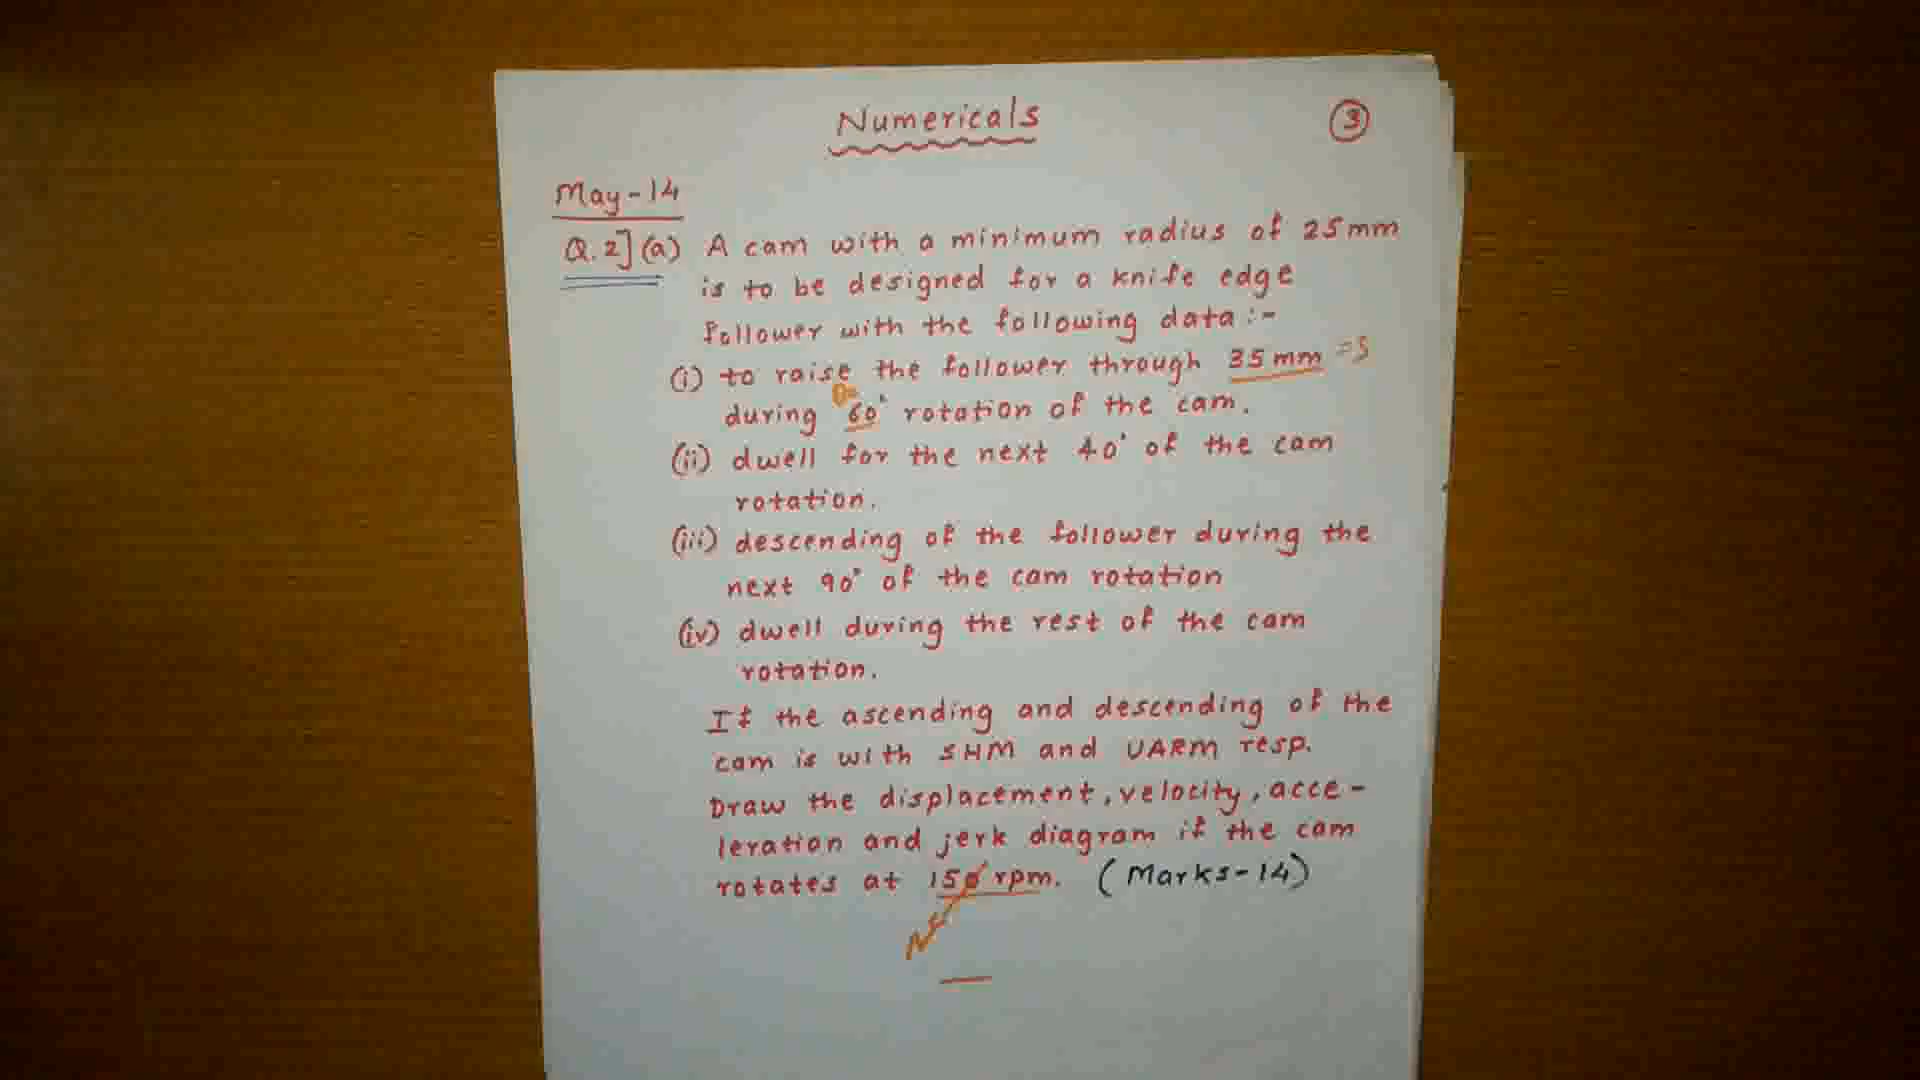 Numericals
3
May-14
Q.2](a) A cam with a minimum radius of 25mm
is to be designed for a knife edge
follower with the following data:-
(i) to raise the follower through 35mm =S
during 60° rotation of the cam.
(ii) dwell for the next 40° of the cam
rotation.
(iii) descending of the follower during the
next 90° of the cam rotation
(iv) dwell during the rest of the cam
rotation.
If the ascending and descending of the
cam is with SHM and UARM resp.
Draw the displacement, velocity, acce-
leration and jerk diagram if the cam
rotates at 150 rpm. (Marks-14)